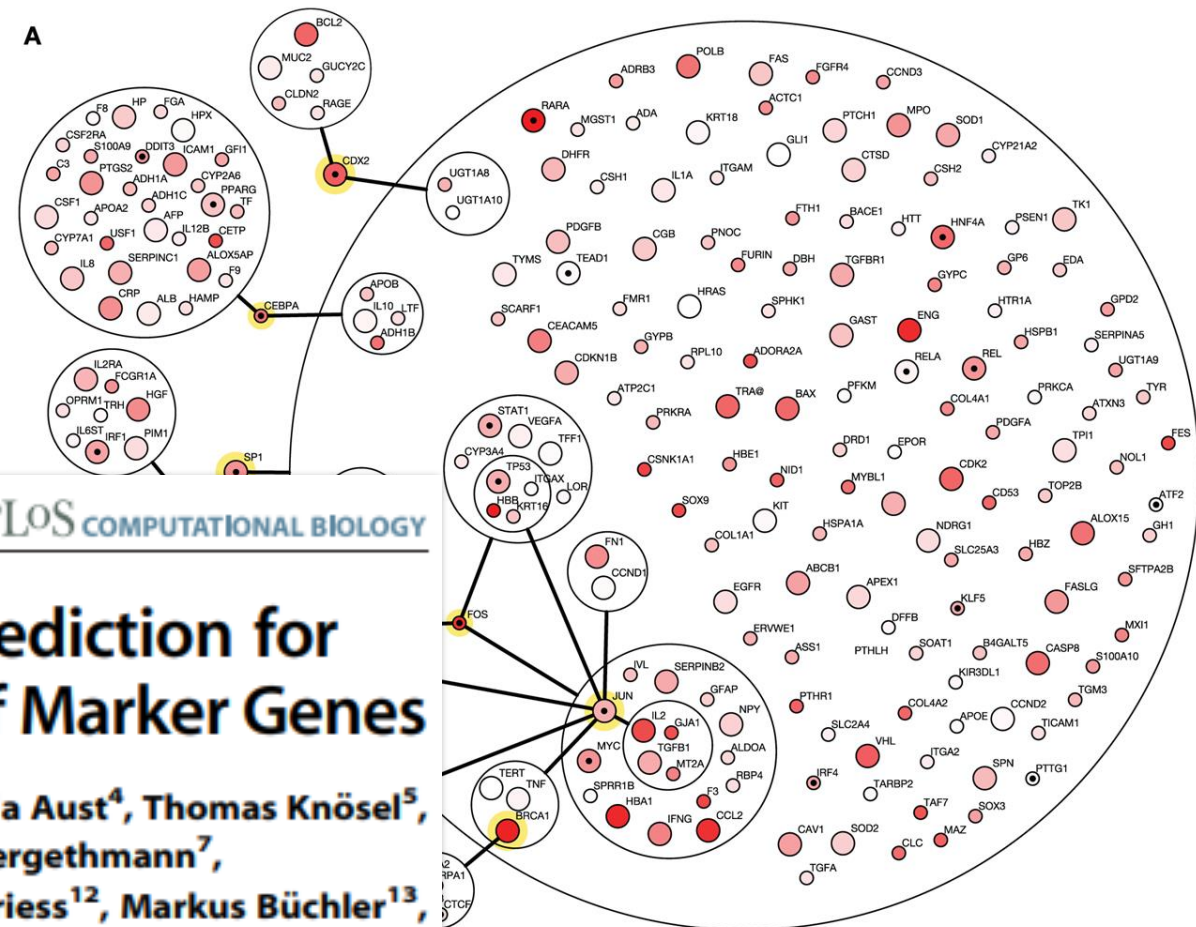 A
BCL2
MUC2
GUCY2C
CLDN2
RAGE
CDX2
UGT1A8
UGT1A10
F8
HP
FGA
HPX
CSF2RA
S100A9
DDIT3
ICAM1
GFI1
C3
PTGS2
ADH1A
CYP2A6
ADH1C
PPARG
TF
CSF1
APOA2
AFP
IL12B
CETP
CYP7A1
USF1
SERPINC1
ALOX5AP
IL8
F9
CRP
ALB
HAMP
CEBPA
APOB
IL10
LTF
ADH1B
IL2RA
FCGR1A
OPRM1
TRH
HGF
IL6ST
IRF1
PIM1
SP1
STAT1
VEGFA
TFF1
CYP3A4
TP53
ITGAX
LOR
HBB
KRT16
FN1
CCND1
FOS
JUN
IVL
SERPINB2
GFAP
IL2
GJA1
NPY
MYC
TGFB1
MT2A
ALDOA
SPRR1B
RBP4
HBA1
F3
IFNG
CCL2
TERT
TNF
BRCA1
RPA1
CTCF
POLB
ADRB3
FAS
FGFR4
CCND3
RARA
MGST1
ADA
KRT18
ACTC1
PTCH1
MPO
SOD1
GLI1
CYP21A2
DHFR
CSH1
IL1A
ITGAM
CTSD
CSH2
FTH1
BACE1
HTT
HNF4A
PSEN1
TK1
PDGFB
CGB
PNOC
TYMS
TEAD1
FURIN
DBH
TGFBR1
GYPC
GP6
EDA
SCARF1
FMR1
HRAS
SPHK1
HTR1A
GPD2
CEACAM5
GYPB
GAST
ENG
HSPB1
SERPINA5
CDKN1B
RPL10
ADORA2A
RELA
REL
UGT1A9
ATP2C1
TRA@
BAX
PFKM
PRKCA
TYR
PRKRA
COL4A1
ATXN3
PDGFA
FES
CSNK1A1
HBE1
DRD1
EPOR
TPI1
NOL1
NID1
MYBL1
CDK2
TOP2B
SOX9
KIT
CD53
ATF2
COL1A1
HSPA1A
NDRG1
ALOX15
GH1
SLC25A3
HBZ
EGFR
ABCB1
APEX1
SFTPA2B
KLF5
FASLG
ERVWE1
DFFB
MXI1
ASS1
PTHLH
SOAT1
B4GALT5
CASP8
S100A10
KIR3DL1
PTHR1
COL4A2
TGM3
SLC2A4
APOE
CCND2
TICAM1
VHL
ITGA2
IRF4
TARBP2
SPN
PTTG1
TAF7
SOX3
CAV1
SOD2
CLC
MAZ
TGFA
LoS COMPUTATIONAL BIOLOGY
ediction for
f Marker Genes
a Aust4, Thomas Knösel5,
ergethmann7,
riess12, Markus Büchler13,